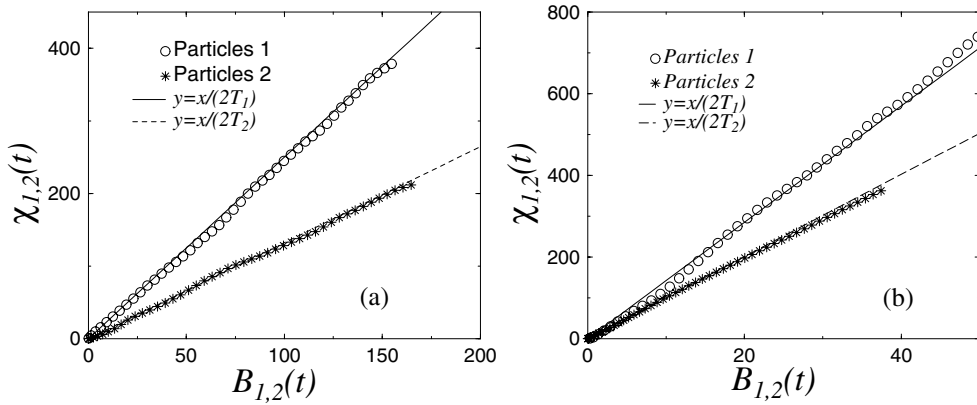 400
200
0
χ1,2(t)
Particles 1
Particles 2
y=x/(2T1)
y=x/(2T2)
(a)
0 50 100 150 200
B1,2(t)
800
600
400
200
0
χ1,2(t)
Particles 1
Particles 2
y=x/(2T1)
y=x/(2T2)
(b)
0 20 40
B1,2(t)